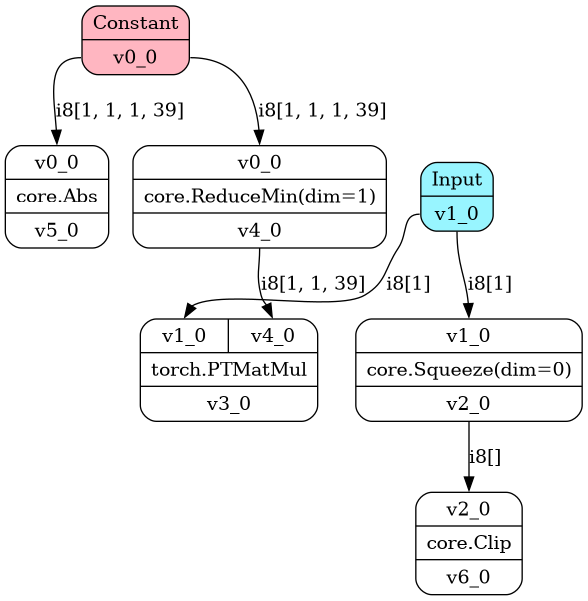 Constant
v0_0
i8[1, 1, 1, 39]
i8[1, 1, 1, 39]
v0_0
core.Abs
v5_0
v0_0
core.ReduceMin(dim=1)
v4_0
Input
v1_0
i8[1, 1, 39]
i8[1]
i8[1]
v1_0
v4_0
torch.PTMatMul
v3_0
v1_0
core.Squeeze(dim=0)
v2_0
i8[]
v2_0
core.Clip
v6_0